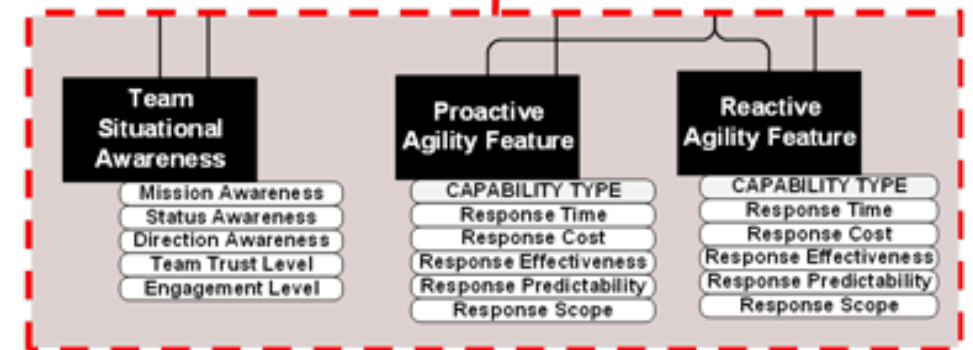 Team
Situational
Awareness
Mission Awareness
Status Awareness
Direction Awareness
Team Trust Level
Engagement Level
Proactive
Agility Feature
CAPABILITY TYPE
Response Time
Response Cost
Response Effectiveness
Response Predictability
Response Scope
Reactive
Agility Feature
CAPABILITY TYPE
Response Time
Response Cost
Response Effectiveness
Response Predictability
Response Scope